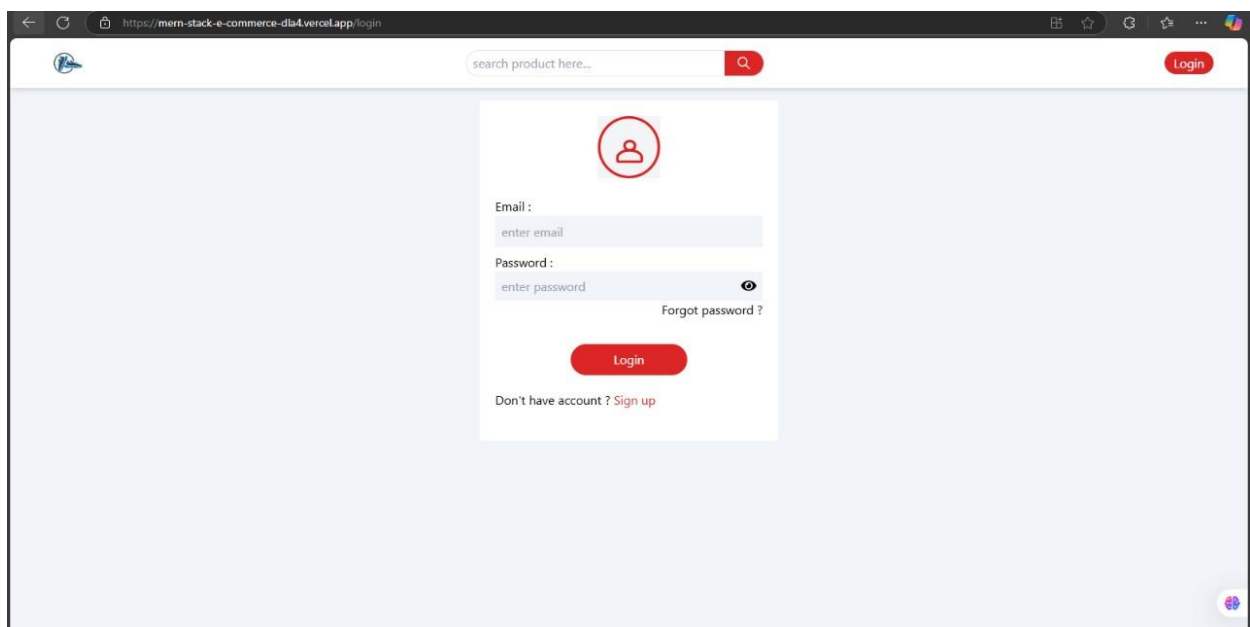 https://mern-stack-e-commerce-dla4.vercel.app/login
search product here...
Login
Email :
enter email
Password :
enter password
Forgot password ?
Login
Don't have account ? Sign up